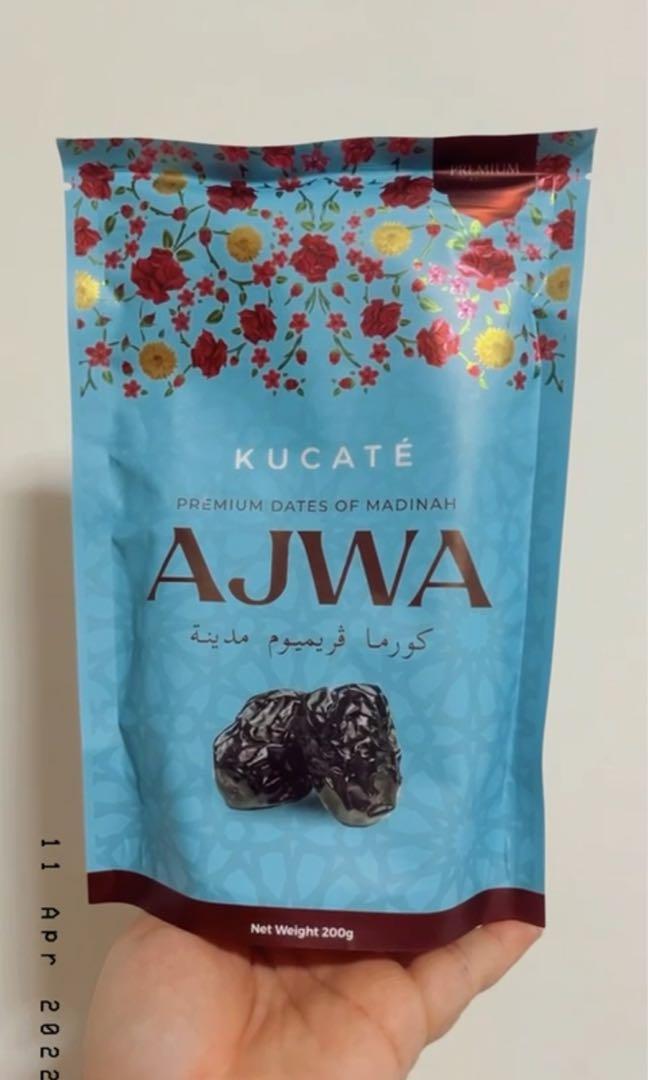 PREMIUM
KUCATÉ
PREMIUM DATES OF MADINAH
AJWA
كورما ڤريميوم مدينة
Net Weight 200g
11 Apr 2022